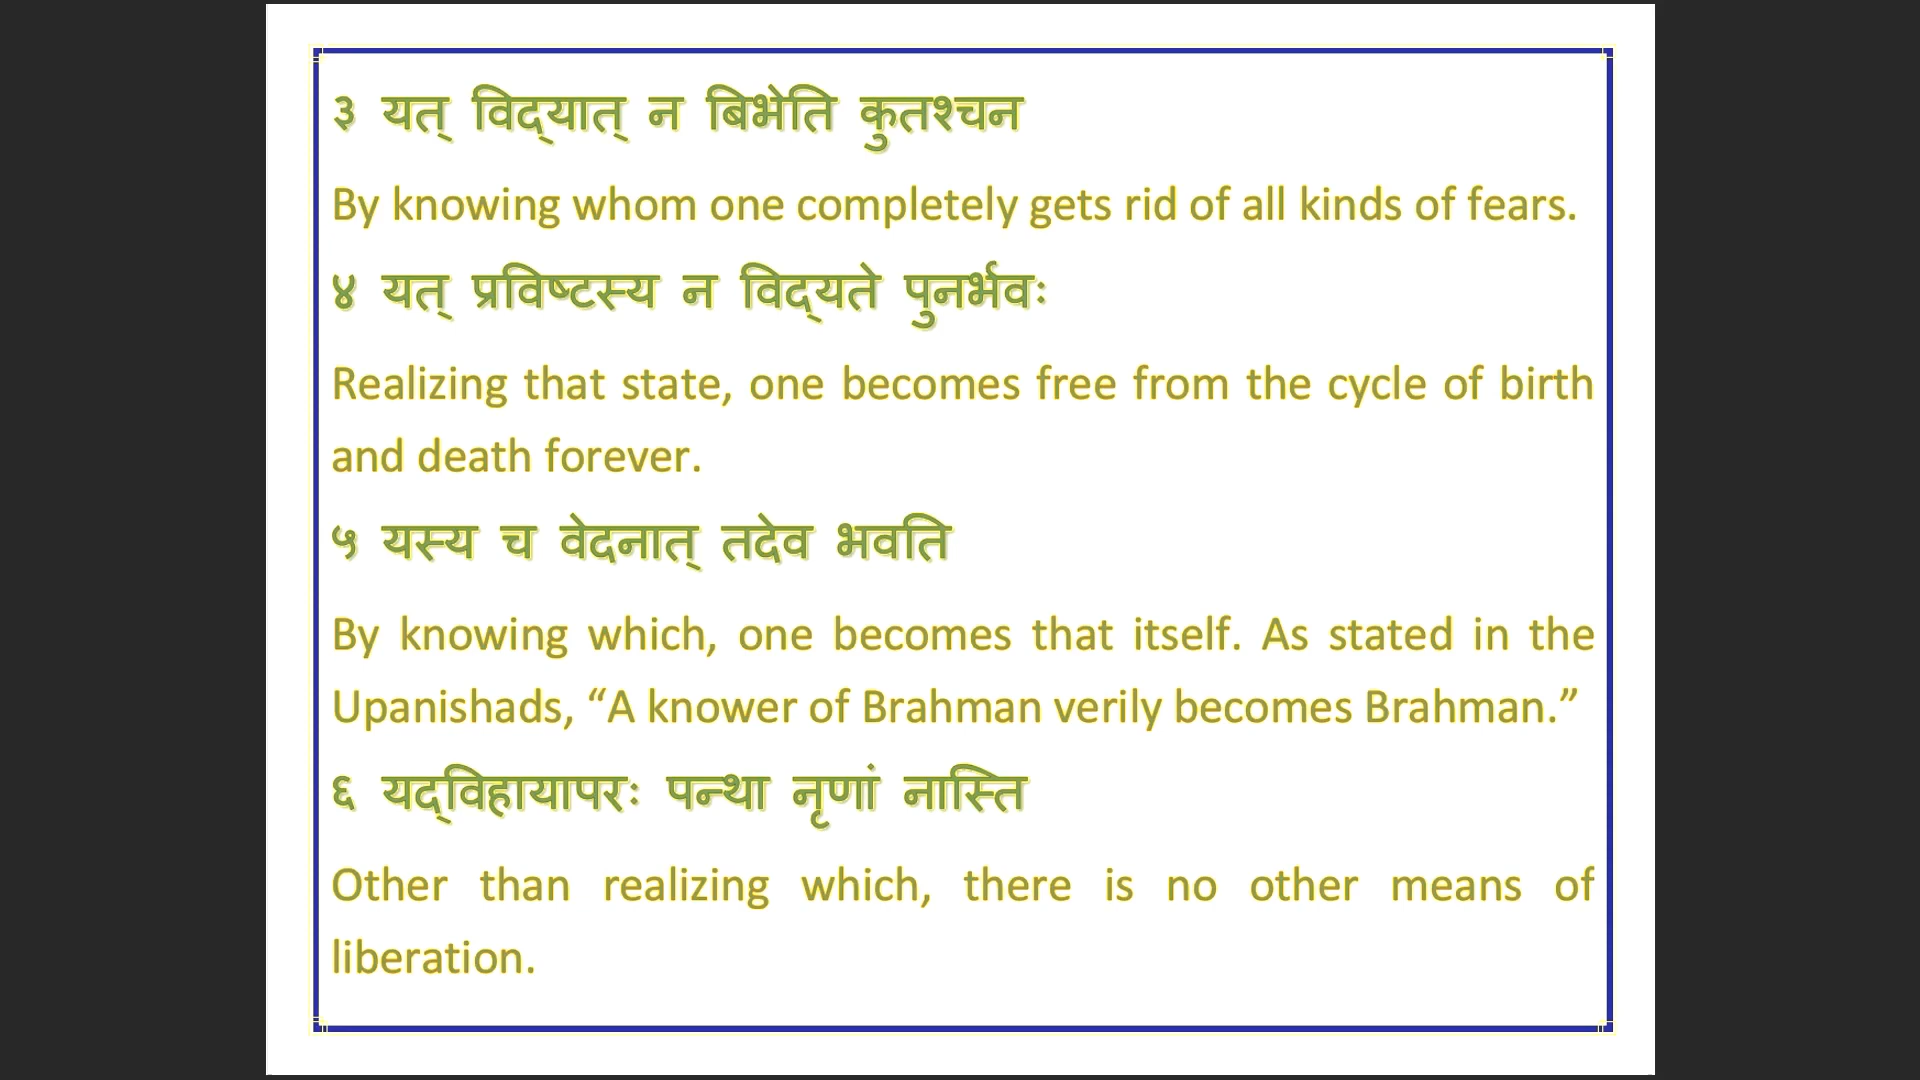 ३ यत् विद्‌यात् न बिभेति कुतश्चन
By knowing whom one completely gets rid of all kinds of fears.
४ यत् प्रविष्टस्य न विद्‌यते पुनर्भवः
Realizing that state, one becomes free from the cycle of birth
and death forever.
५ यस्य च वेदनात् तदेव भवति
By knowing which, one becomes that itself. As stated in the
Upanishads, “A knower of Brahman verily becomes Brahman.”
६ यद्‌विहायापरः पन्था नृणां नास्ति
Other than realizing which, there is no other means of
liberation.